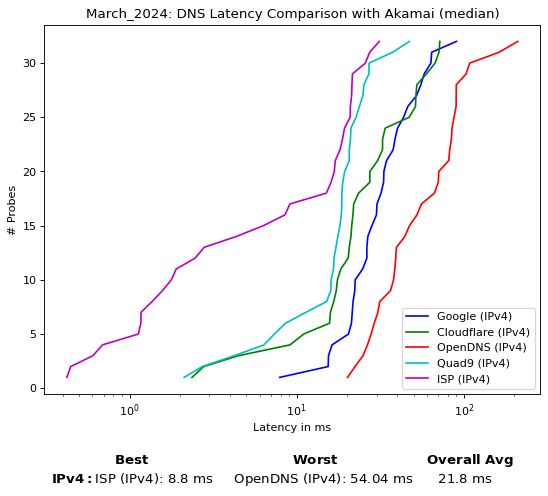 March_2024: DNS Latency Comparison with Akamai (median)
# Probes
30
25
20
15
10
5
0
Google (IPv4)
Cloudflare (IPv4)
OpenDNS (IPv4)
Quad9 (IPv4)
ISP (IPv4)
10⁰ 10¹ 10²
Latency in ms
Best Worst Overall Avg
IPv4: ISP (IPv4): 8.8 ms OpenDNS (IPv4): 54.04 ms 21.8 ms